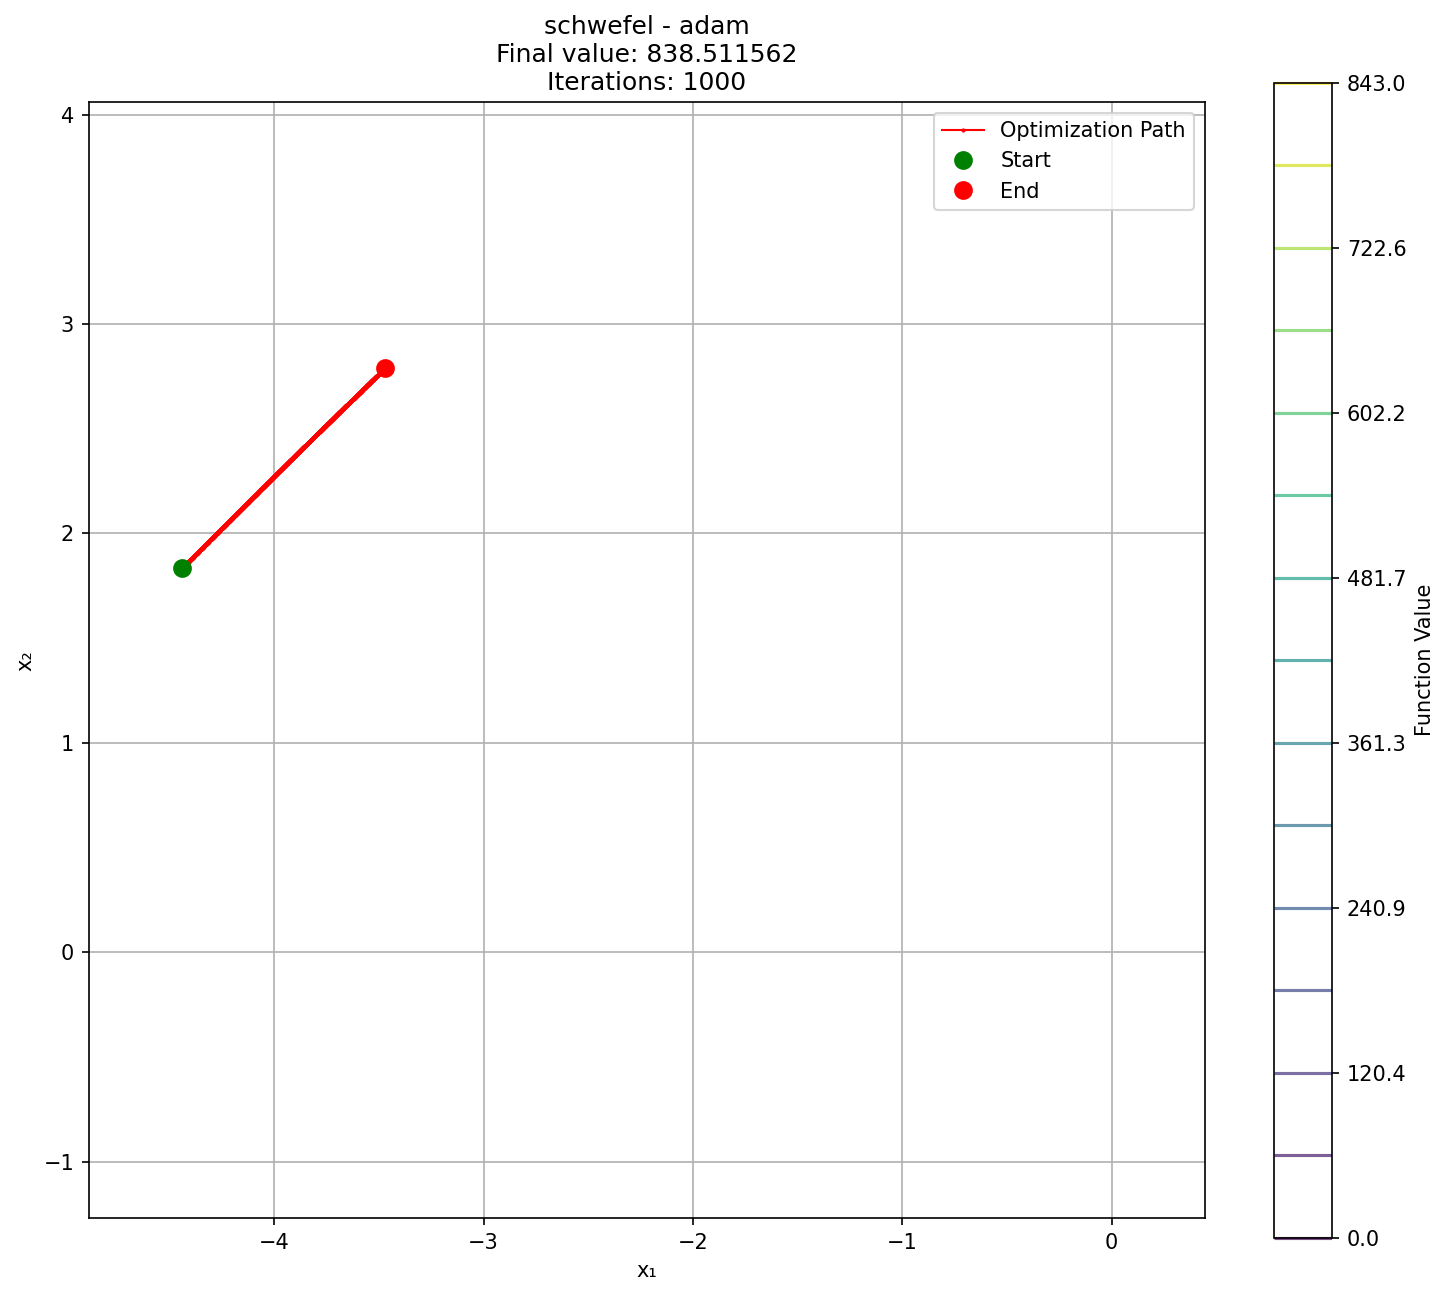 schwefel - adam
Final value: 838.511562
Iterations: 1000
Optimization Path
Start
End
4
3
2
1
0
−1
x₂
−4
−3
−2
−1
0
x₁
843.0
722.6
602.2
481.7
361.3
240.9
120.4
0.0
Function Value